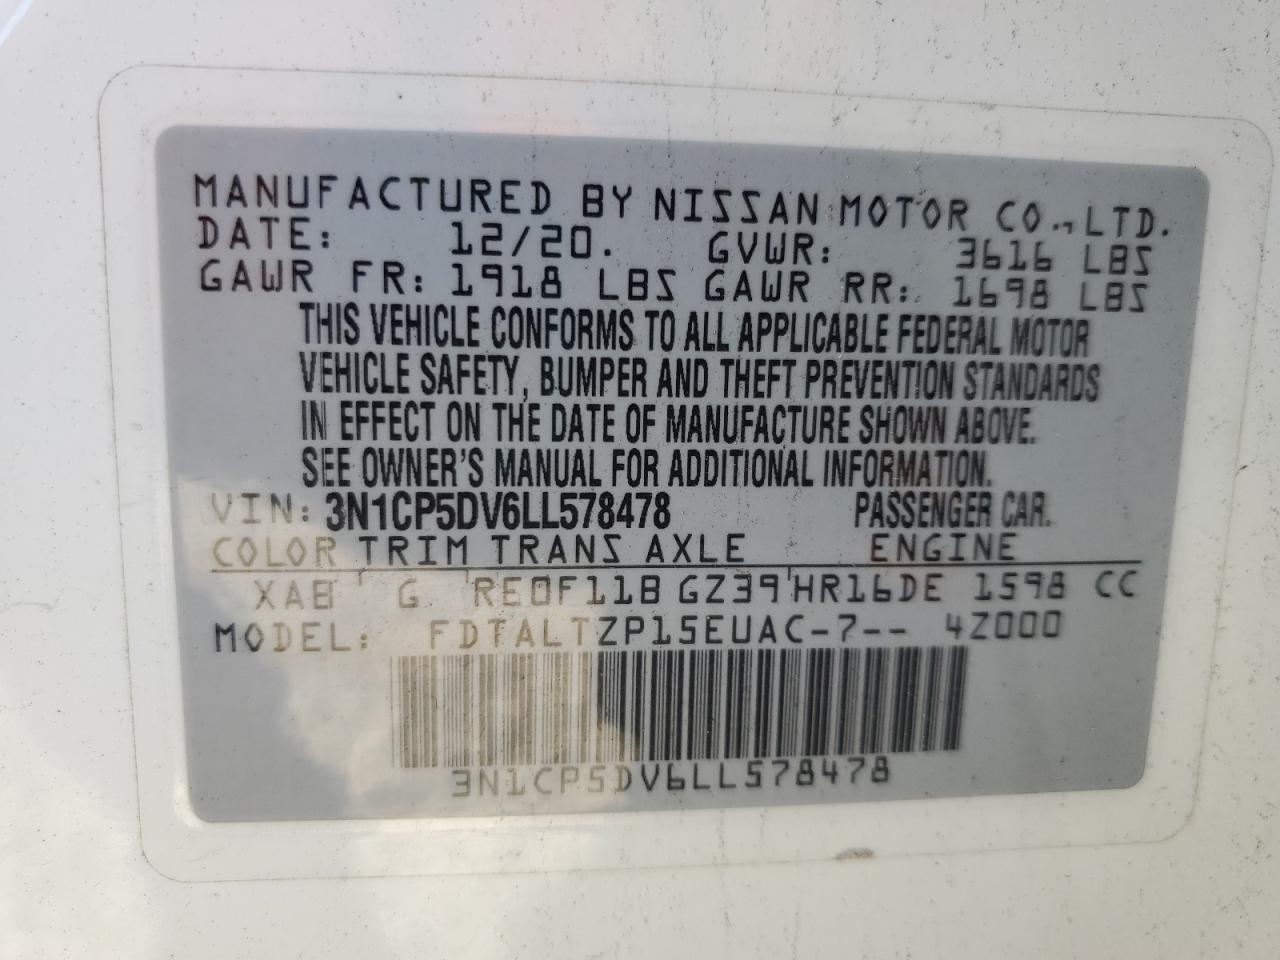 MANUFACTURED BY NISSAN MOTOR CO., LTD.
DATE: 12/20. GVWR: 3616 LBS
GAWR FR: 1918 LBS GAWR RR: 1698 LBS
THIS VEHICLE CONFORMS TO ALL APPLICABLE FEDERAL MOTOR
VEHICLE SAFETY, BUMPER AND THEFT PREVENTION STANDARDS
IN EFFECT ON THE DATE OF MANUFACTURE SHOWN ABOVE.
SEE OWNER'S MANUAL FOR ADDITIONAL INFORMATION.
VIN: 3N1CP5DV6LL578478 PASSENGER CAR.
COLOR TRIM TRANS AXLE ENGINE
XAB G RE0F11B GZ39 HR16DE 1598 CC
MODEL: FDTALTZP15EUAC-7-- 4Z000
3N1CP5DV6LL578478